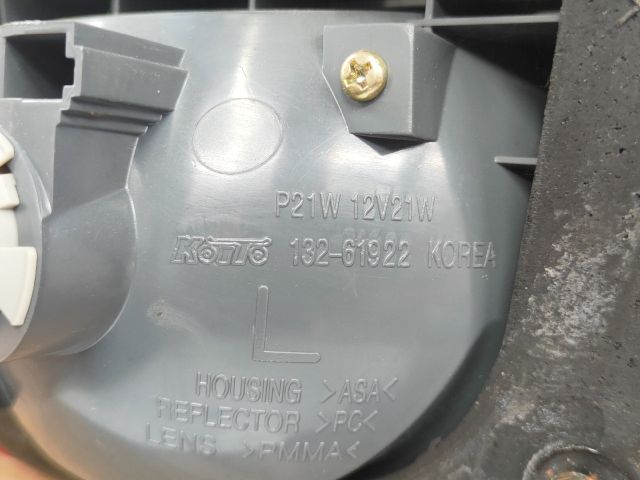 P21W 12V21W
KOITO 132-61922 KOREA
L
HOUSING >ASA<
REFLECTOR >PC<
LENS >PMMA<